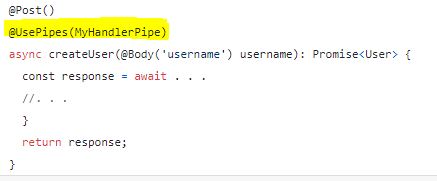 @Post()
@UsePipes(MyHandlerPipe)
async createUser(@Body('username') username): Promise<User> {
const response = await . . .
//. . .
}
return response;
}